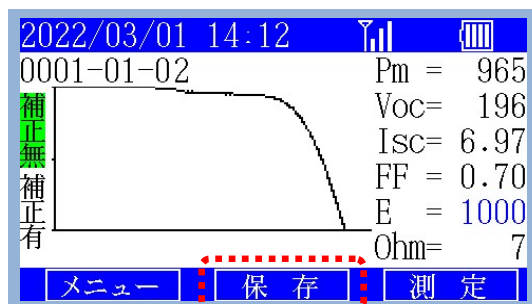 2022/03/01 14:12
0001-01-02
補正無
補正有
Pm = 965
Voc= 196
Isc= 6.97
FF = 0.70
E = 1000
Ohm= 7
メニュー 保存 測定